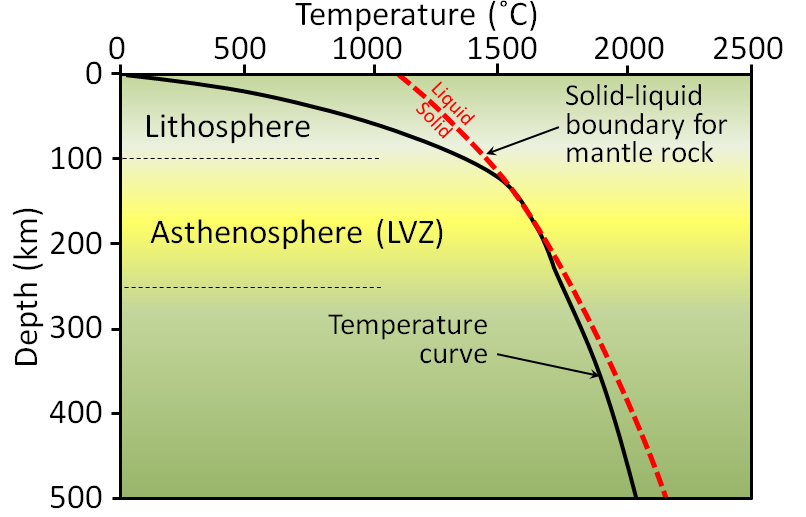 Temperature (˚C)
0 500 1000 1500 2000 2500
0
100
200
300
400
500
Depth (km)
Liquid
Solid
Solid-liquid
boundary for
mantle rock
Lithosphere
Asthenosphere (LVZ)
Temperature
curve